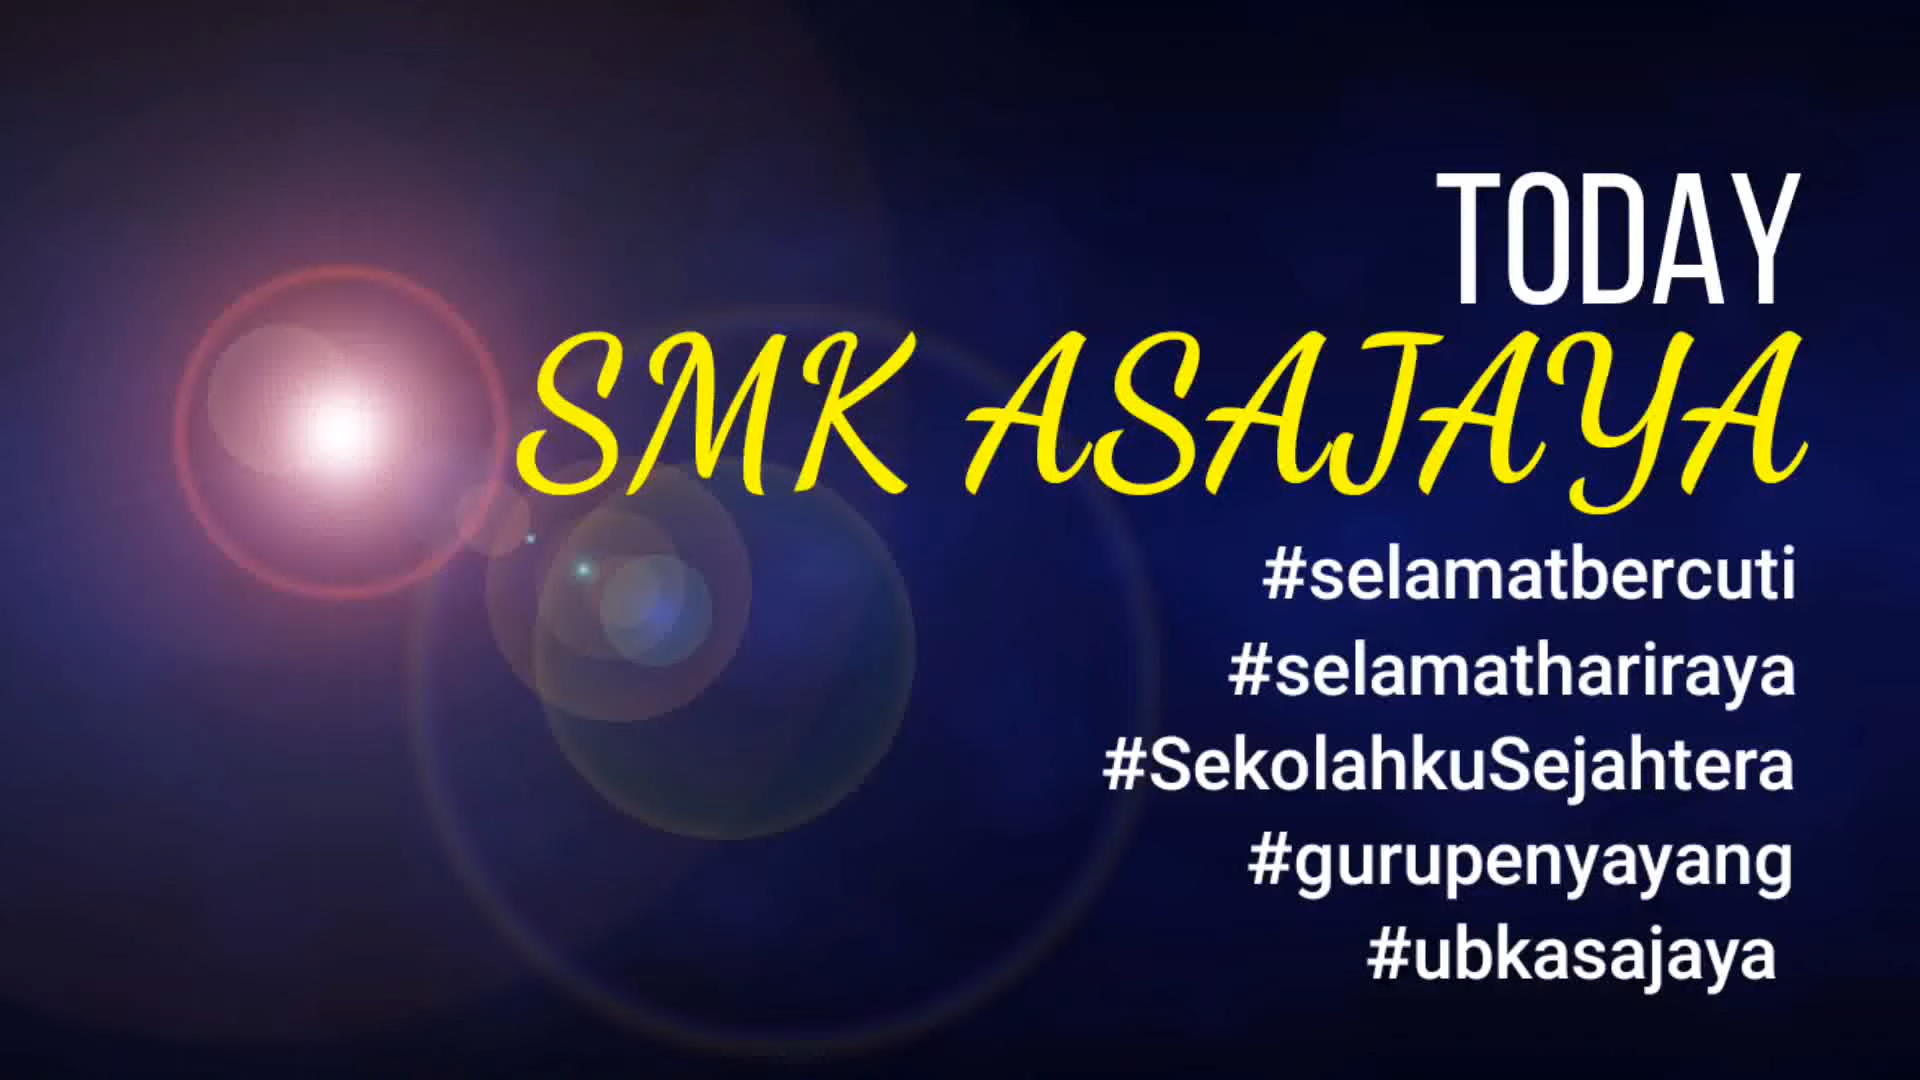 TODAY
SMK ASAJAYA
#selamatbercuti
#selamathariraya
#SekolahkuSejahtera
#gurupenyayang
#ubkasajaya